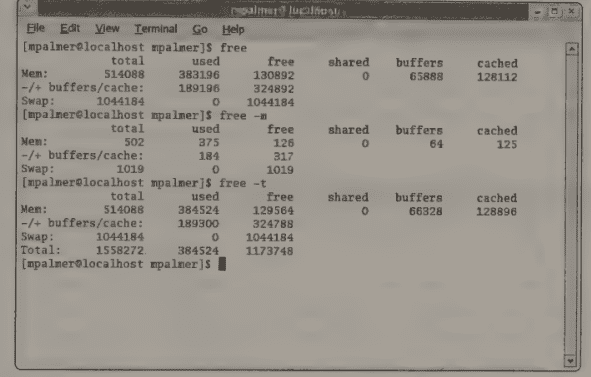 mpalmer@localhost:~
File Edit View Terminal Go Help
[mpalmer@localhost mpalmer]$ free
total used free shared buffers cached
Mem: 514088 383196 130892 0 65888 128112
-/+ buffers/cache: 189196 324892
Swap: 1044184 0 1044184
[mpalmer@localhost mpalmer]$ free -m
total used free shared buffers cached
Mem: 502 375 126 0 64 125
-/+ buffers/cache: 184 317
Swap: 1019 0 1019
[mpalmer@localhost mpalmer]$ free -t
total used free shared buffers cached
Mem: 514088 384524 129564 0 66328 128896
-/+ buffers/cache: 189300 324788
Swap: 1044184 0 1044184
Total: 1558272 384524 1173748
[mpalmer@localhost mpalmer]$